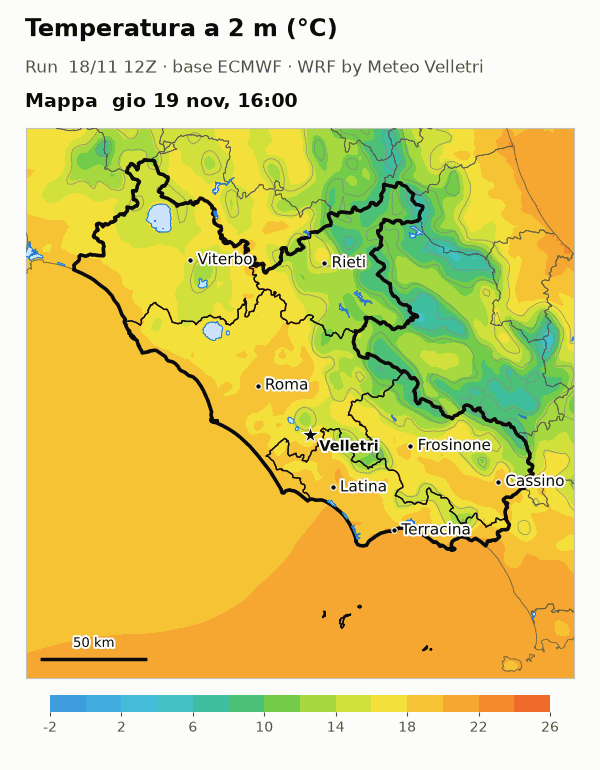 Temperatura a 2 m (°C)
Run  18/11 12Z · base ECMWF · WRF by Meteo Velletri
Mappa  gio 19 nov, 16:00
Viterbo
Rieti
Roma
Velletri
Frosinone
Cassino
Latina
Terracina
50 km
-2 2 6 10 14 18 22 26